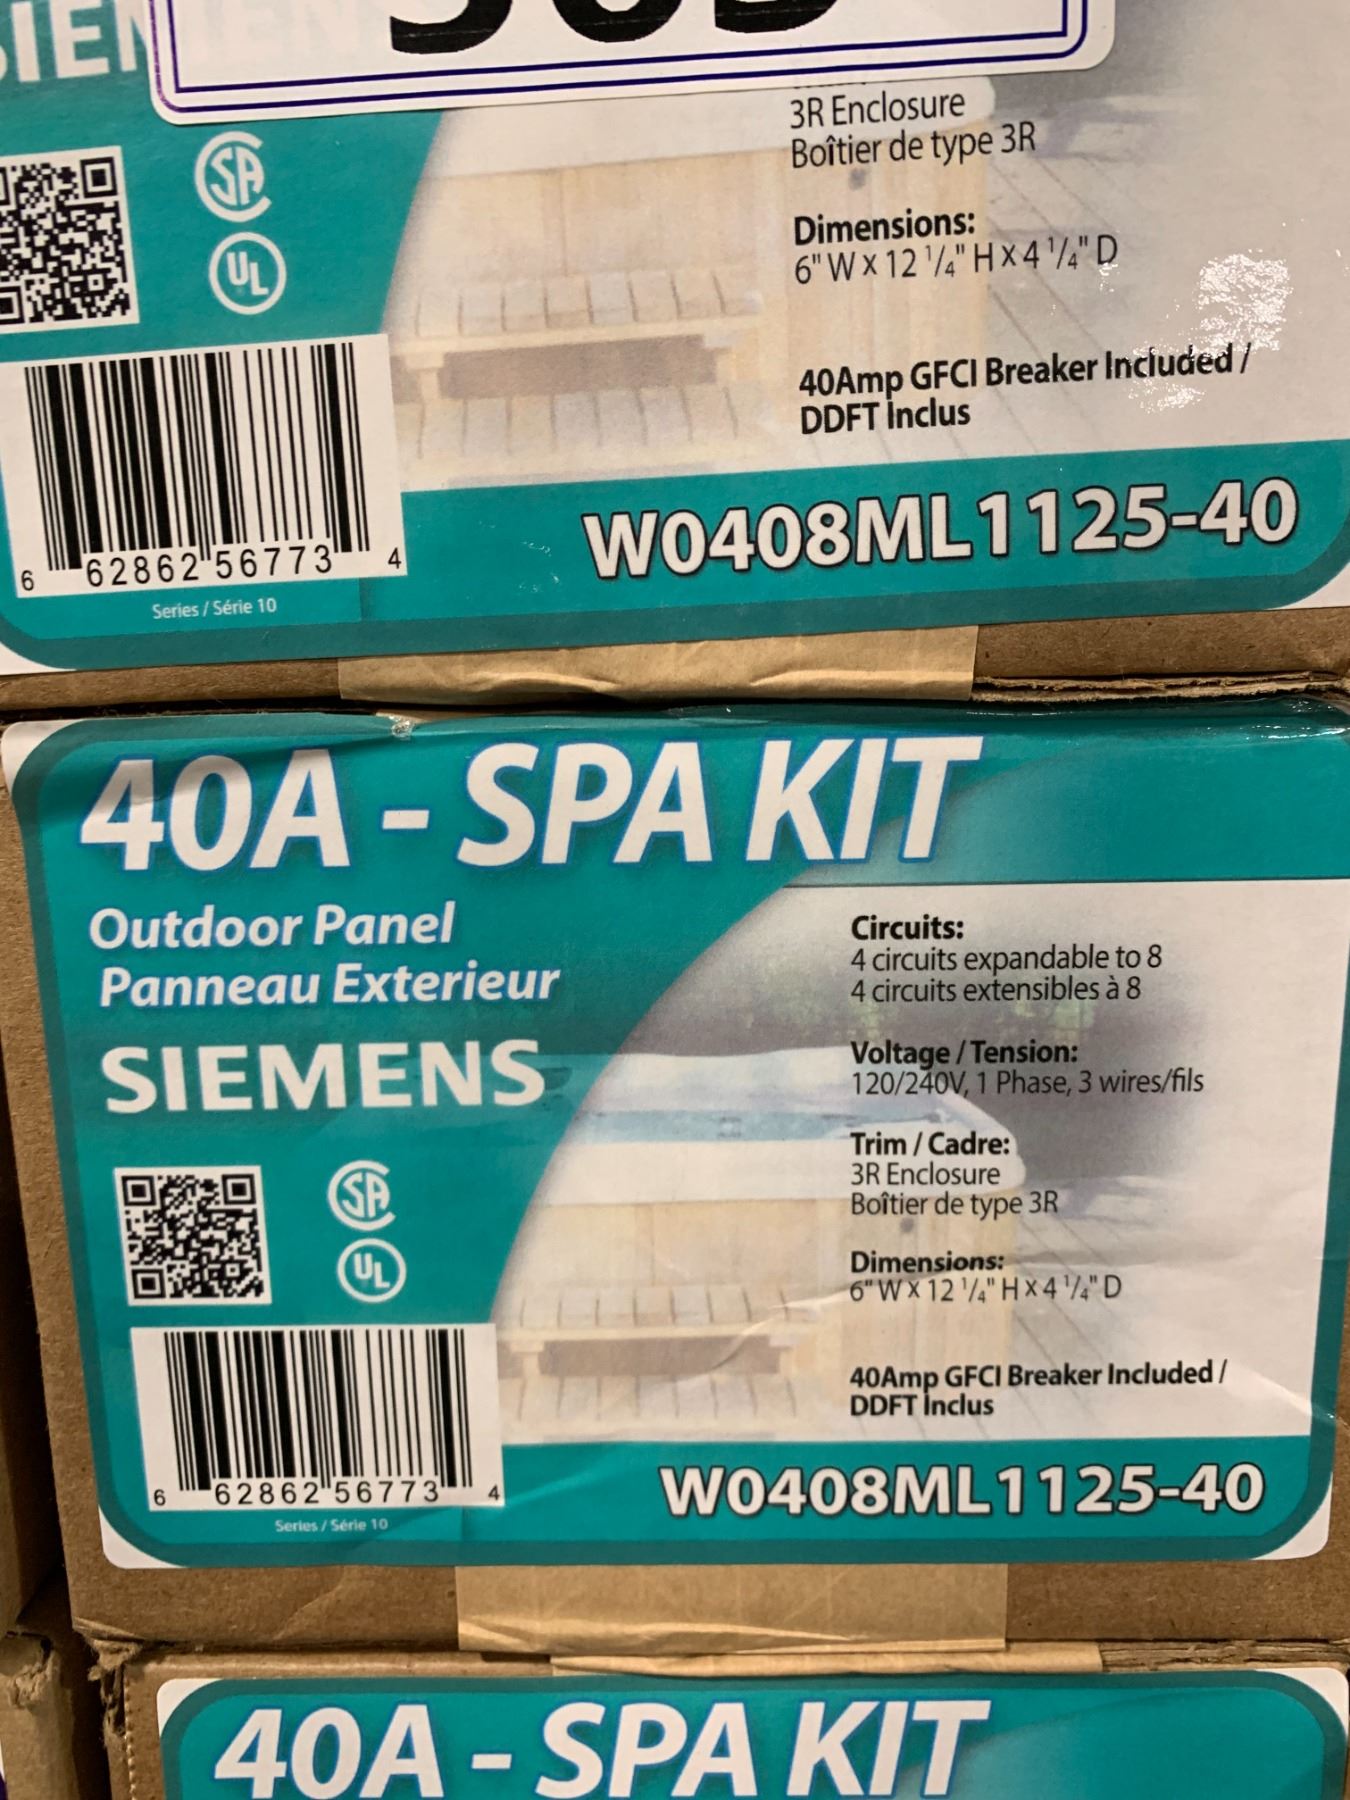 3R Enclosure
Boîtier de type 3R
Dimensions:
6" W x 12 1/4" H x 4 1/4" D
40Amp GFCI Breaker Included /
DDFT Inclus
6 62862 56773 4
Series / Série 10
W0408ML1125-40
40A - SPA KIT
Outdoor Panel
Panneau Exterieur
SIEMENS
Circuits:
4 circuits expandable to 8
4 circuits extensibles à 8
Voltage / Tension:
120/240V, 1 Phase, 3 wires/fils
Trim / Cadre:
3R Enclosure
Boîtier de type 3R
Dimensions:
6" W x 12 1/4" H x 4 1/4" D
40Amp GFCI Breaker Included /
DDFT Inclus
SA
UL
6 62862 56773 4
Series / Série 10
W0408ML1125-40
40A - SPA KIT